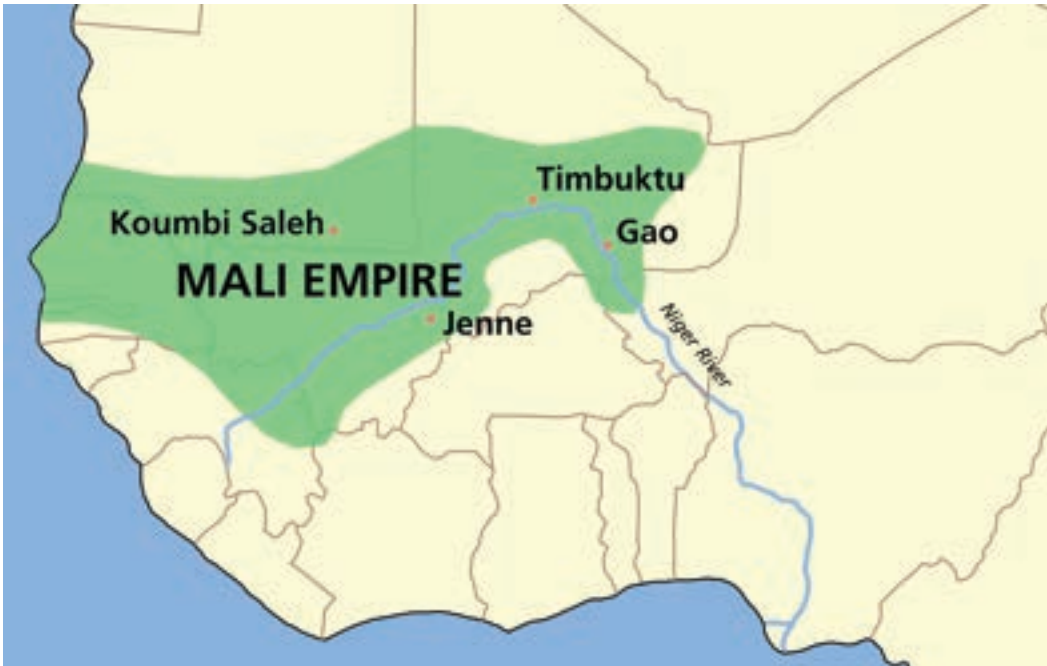 Timbuktu
Koumbi Saleh
Gao
MALI EMPIRE
Jenne
Niger River